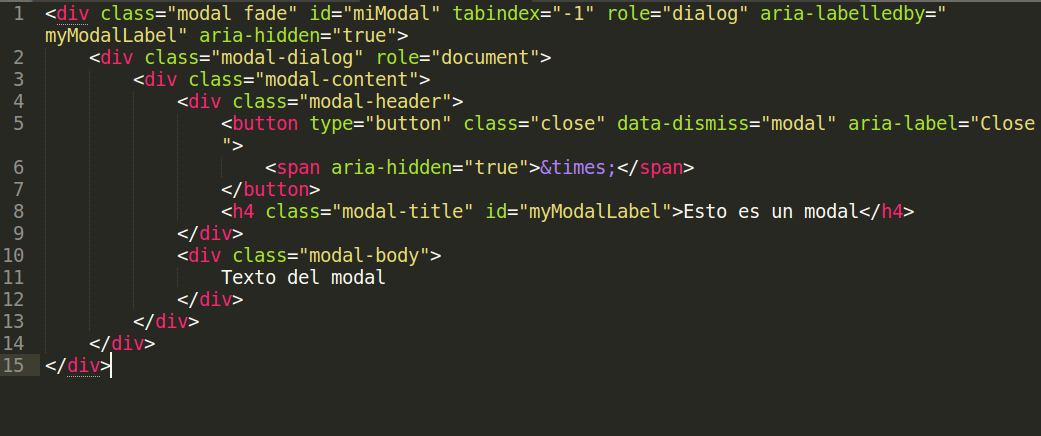 1 <div class="modal fade" id="miModal" tabindex="-1" role="dialog" aria-labelledby="
myModalLabel" aria-hidden="true">
2 <div class="modal-dialog" role="document">
3 <div class="modal-content">
4 <div class="modal-header">
5 <button type="button" class="close" data-dismiss="modal" aria-label="Close
">
6 <span aria-hidden="true">&times;</span>
7 </button>
8 <h4 class="modal-title" id="myModalLabel">Esto es un modal</h4>
9 </div>
10 <div class="modal-body">
11 Texto del modal
12 </div>
13 </div>
14 </div>
15 </div>